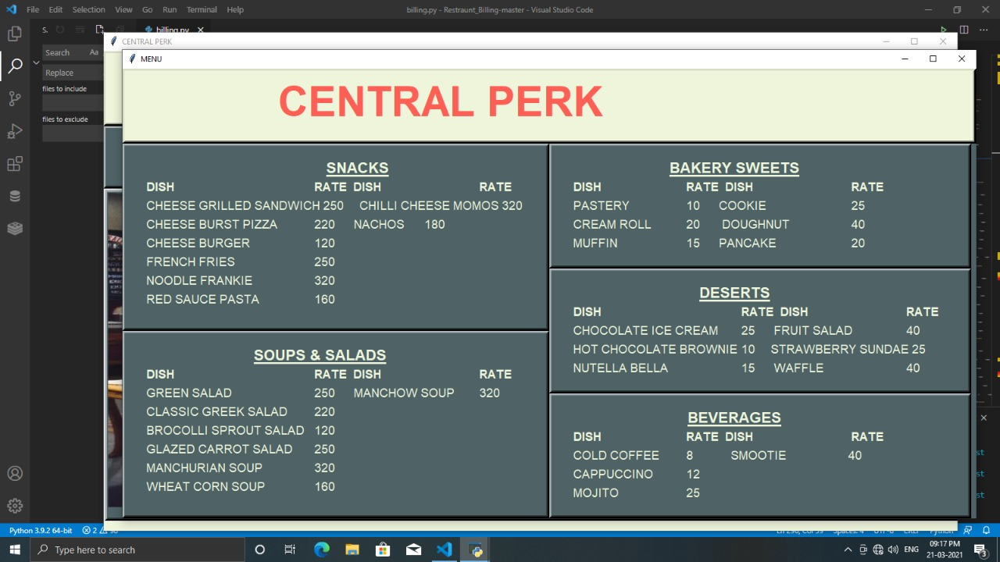 File Edit Selection View Go Run Terminal Help billing.py - Restraunt_Billing-master - Visual Studio Code
S. billing.py
CENTRAL PERK
MENU
Search Aa
Replace
files to include
files to exclude
CENTRAL PERK
SNACKS
DISH RATE DISH RATE
CHEESE GRILLED SANDWICH 250 CHILLI CHEESE MOMOS 320
CHEESE BURST PIZZA 220 NACHOS 180
CHEESE BURGER 120
FRENCH FRIES 250
NOODLE FRANKIE 320
RED SAUCE PASTA 160
SOUPS & SALADS
DISH RATE DISH RATE
GREEN SALAD 250 MANCHOW SOUP 320
CLASSIC GREEK SALAD 220
BROCOLLI SPROUT SALAD 120
GLAZED CARROT SALAD 250
MANCHURIAN SOUP 320
WHEAT CORN SOUP 160
BAKERY SWEETS
DISH RATE DISH RATE
PASTERY 10 COOKIE 25
CREAM ROLL 20 DOUGHNUT 40
MUFFIN 15 PANCAKE 20
DESERTS
DISH RATE DISH RATE
CHOCOLATE ICE CREAM 25 FRUIT SALAD 40
HOT CHOCOLATE BROWNIE 10 STRAWBERRY SUNDAE 25
NUTELLA BELLA 15 WAFFLE 40
BEVERAGES
DISH RATE DISH RATE
COLD COFFEE 8 SMOOTIE 40
CAPPUCCINO 12
MOJITO 25
st
st
st
Python 3.9.2 64-bit 2
Type here to search ENG 09:17 PM
21-03-2021
3